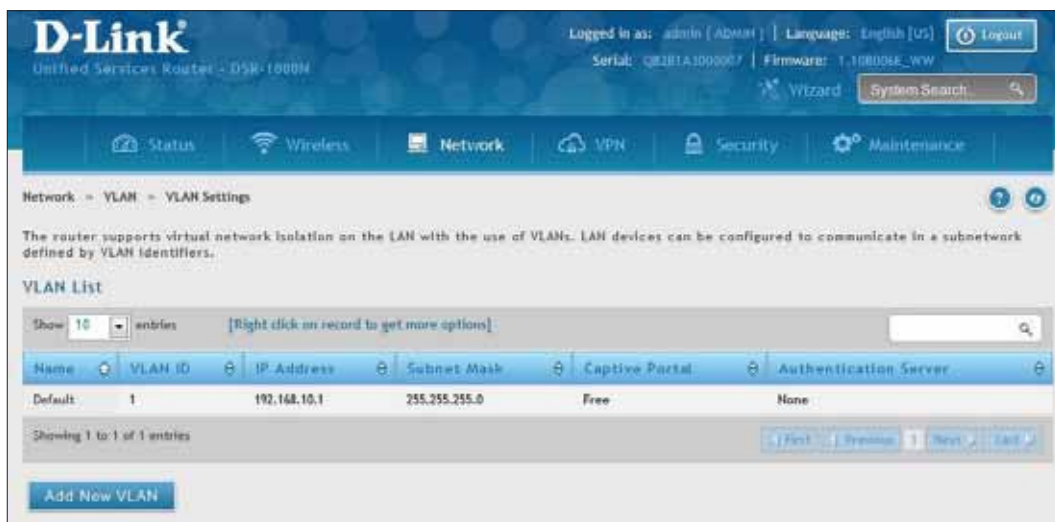 D-Link
Unified Services Router - DSR-1000N
Logged in as: admin [ ADMIN ] | Language: English [US]
Logout
Serial: | Firmware:
Wizard
System Search..
Status
Wireless
Network
VPN
Security
Maintenance
Network » VLAN » VLAN Settings
The router supports virtual network isolation on the LAN with the use of VLANs. LAN devices can be configured to communicate in a subnetwork
defined by VLAN identifiers.
VLAN List
Show 10 entries [Right click on record to get more options]
Name VLAN ID IP Address Subnet Mask Captive Portal Authentication Server
Default 1 192.168.10.1 255.255.255.0 Free None
Showing 1 to 1 of 1 entries
First Previous 1 Next Last
Add New VLAN